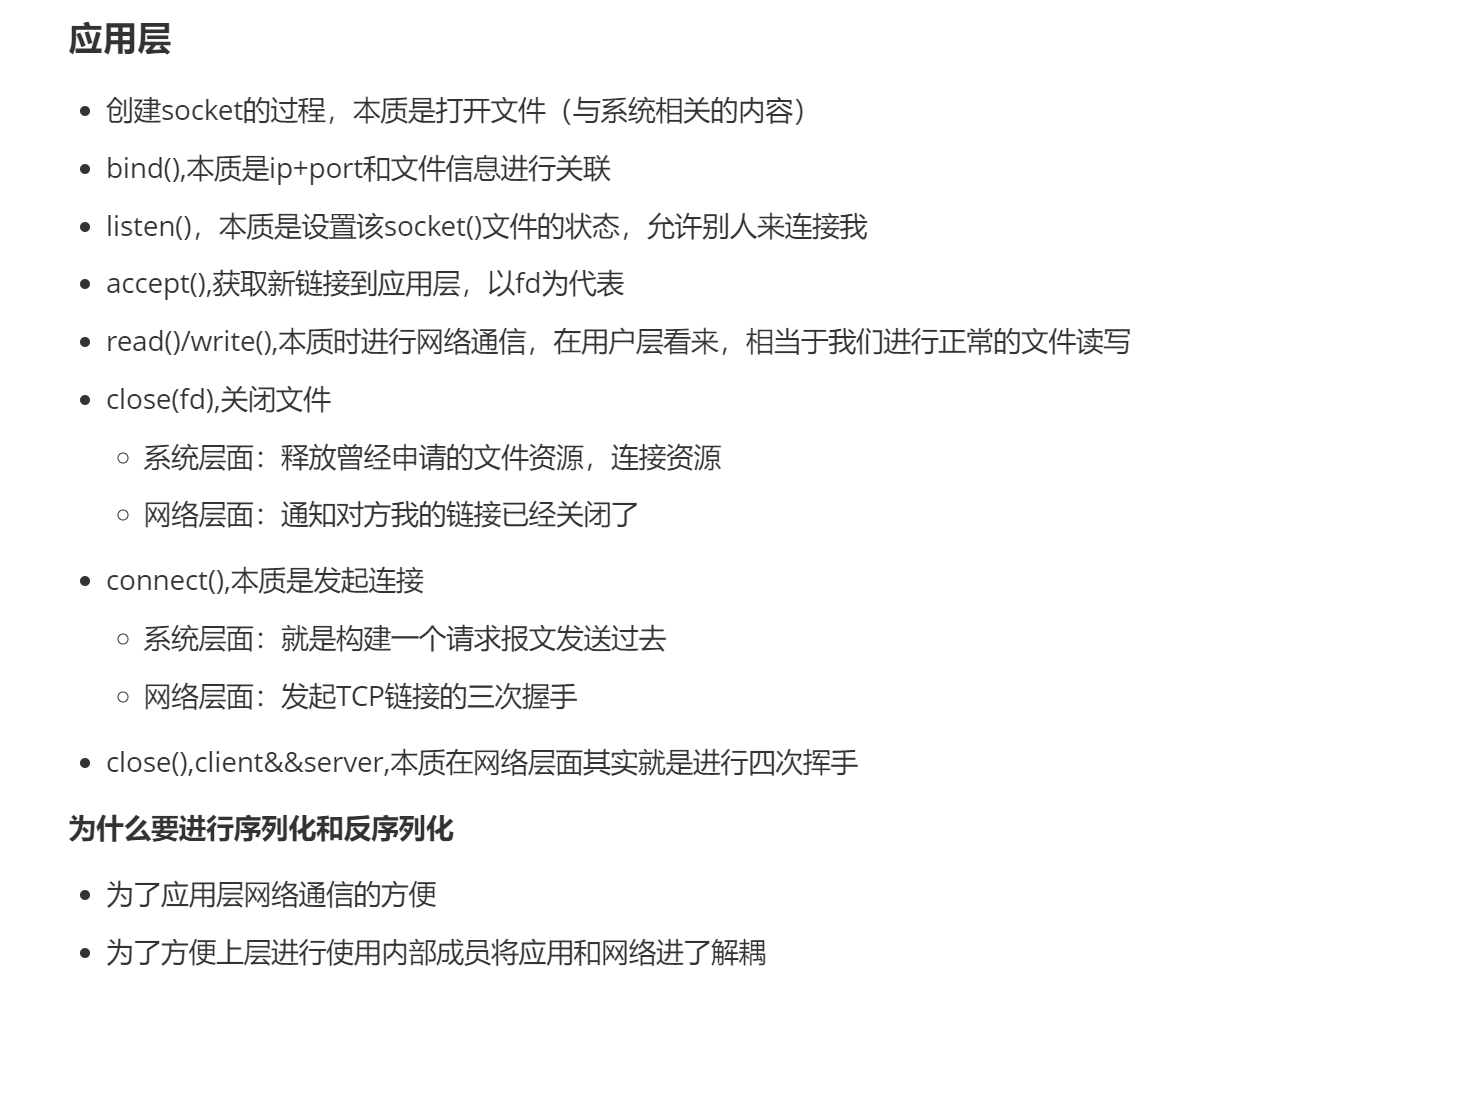 应用层
创建socket的过程，本质是打开文件（与系统相关的内容）
bind(),本质是ip+port和文件信息进行关联
listen()，本质是设置该socket()文件的状态，允许别人来连接我
accept(),获取新链接到应用层，以fd为代表
read()/write(),本质时进行网络通信，在用户层看来，相当于我们进行正常的文件读写
close(fd),关闭文件
系统层面：释放曾经申请的文件资源，连接资源
网络层面：通知对方我的链接已经关闭了
connect(),本质是发起连接
系统层面：就是构建一个请求报文发送过去
网络层面：发起TCP链接的三次握手
close(),client&&server,本质在网络层面其实就是进行四次挥手
为什么要进行序列化和反序列化
为了应用层网络通信的方便
为了方便上层进行使用内部成员将应用和网络进了解耦